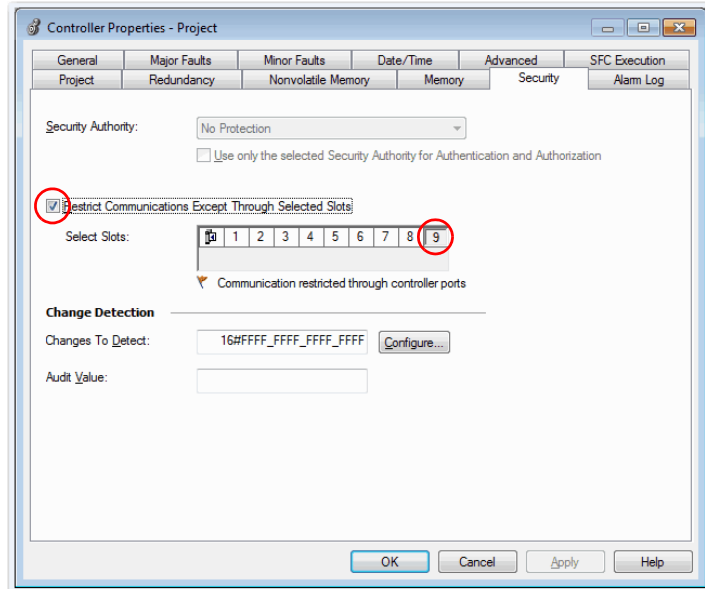 Controller Properties - Project
General Major Faults Minor Faults Date/Time Advanced SFC Execution
Project Redundancy Nonvolatile Memory Memory Security Alarm Log
Security Authority: No Protection
Use only the selected Security Authority for Authentication and Authorization
Restrict Communications Except Through Selected Slots
Select Slots: 1 2 3 4 5 6 7 8 9
Communication restricted through controller ports
Change Detection
Changes To Detect: 16#FFFF_FFFF_FFFF_FFFF Configure...
Audit Value:
OK Cancel Apply Help